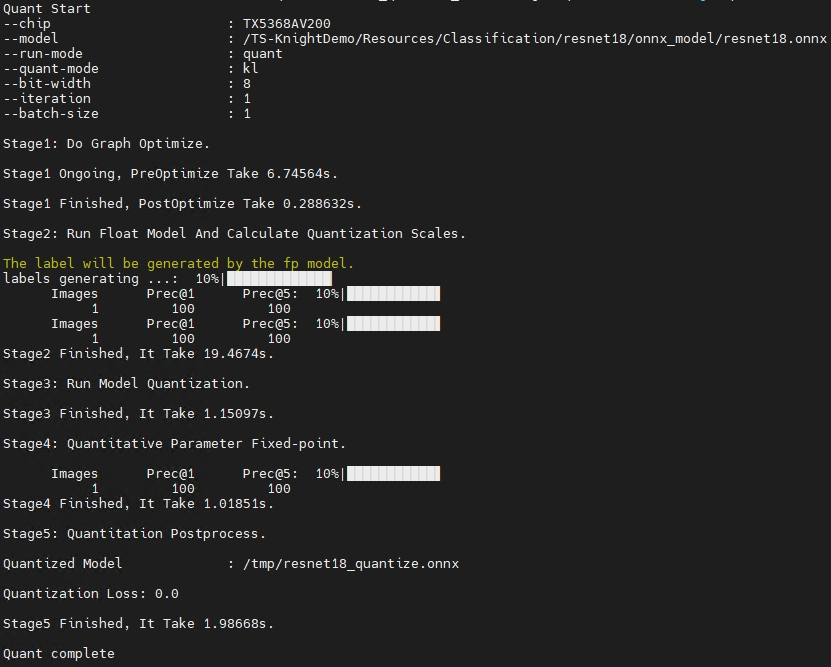 Quant Start
--chip : TX5368AV200
--model : /TS-KnightDemo/Resources/Classification/resnet18/onnx_model/resnet18.onnx
--run-mode : quant
--quant-mode : kl
--bit-width : 8
--iteration : 1
--batch-size : 1
Stage1: Do Graph Optimize.
Stage1 Ongoing, PreOptimize Take 6.74564s.
Stage1 Finished, PostOptimize Take 0.288632s.
Stage2: Run Float Model And Calculate Quantization Scales.
The label will be generated by the fp model.
labels generating ...: 10%|
Images Prec@1 Prec@5: 10%|
1 100 100
Images Prec@1 Prec@5: 10%|
1 100 100
Stage2 Finished, It Take 19.4674s.
Stage3: Run Model Quantization.
Stage3 Finished, It Take 1.15097s.
Stage4: Quantitative Parameter Fixed-point.
Images Prec@1 Prec@5: 10%|
1 100 100
Stage4 Finished, It Take 1.01851s.
Stage5: Quantitation Postprocess.
Quantized Model : /tmp/resnet18_quantize.onnx
Quantization Loss: 0.0
Stage5 Finished, It Take 1.98668s.
Quant complete